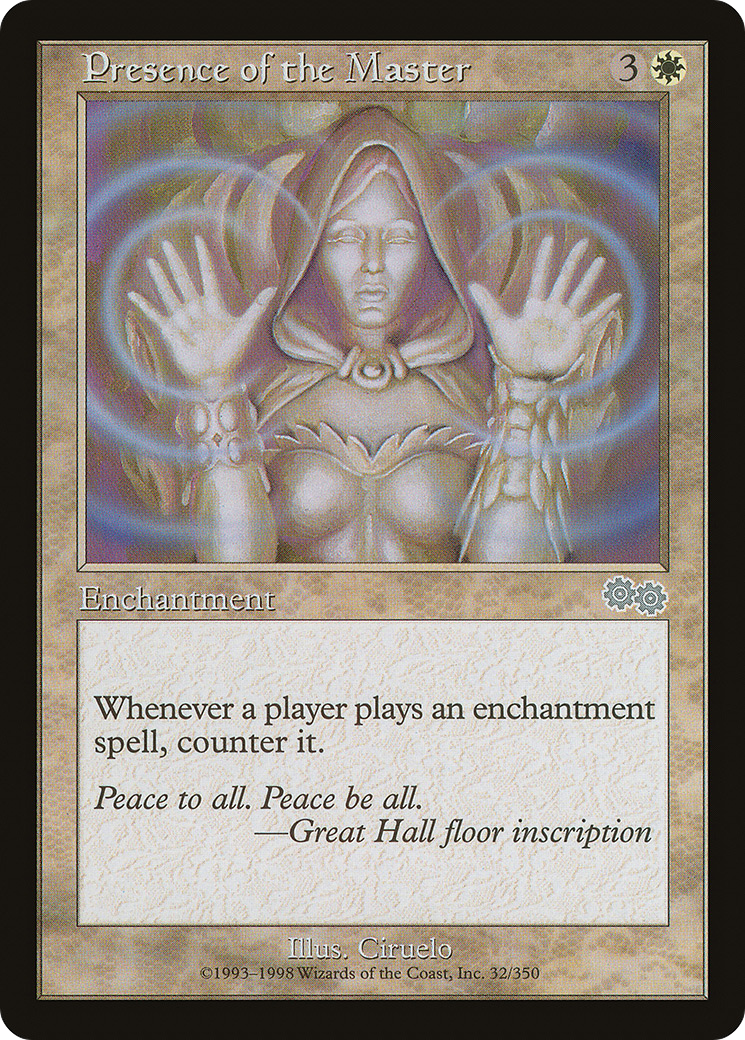 Presence of the Master 3
Enchantment
Whenever a player plays an enchantment
spell, counter it.
Peace to all. Peace be all.
—Great Hall floor inscription
Illus. Ciruelo
©1993–1998 Wizards of the Coast, Inc. 32/350